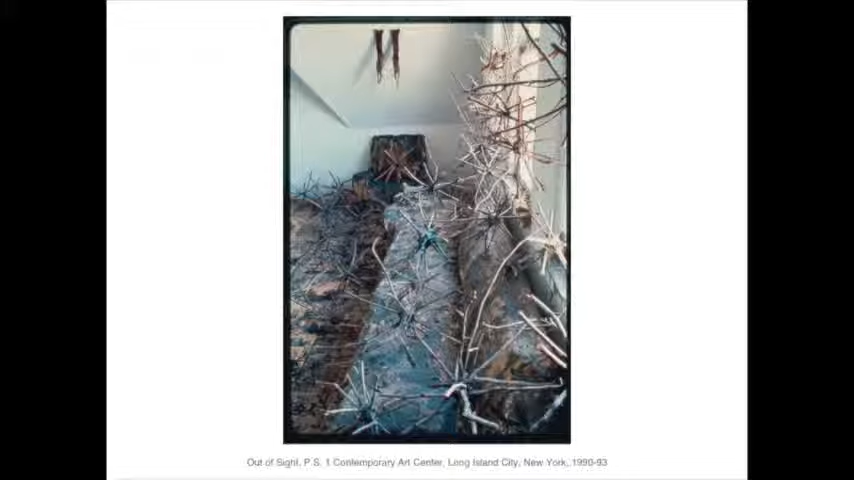 Out of Sight, P.S. 1 Contemporary Art Center, Long Island City, New York, 1990-93